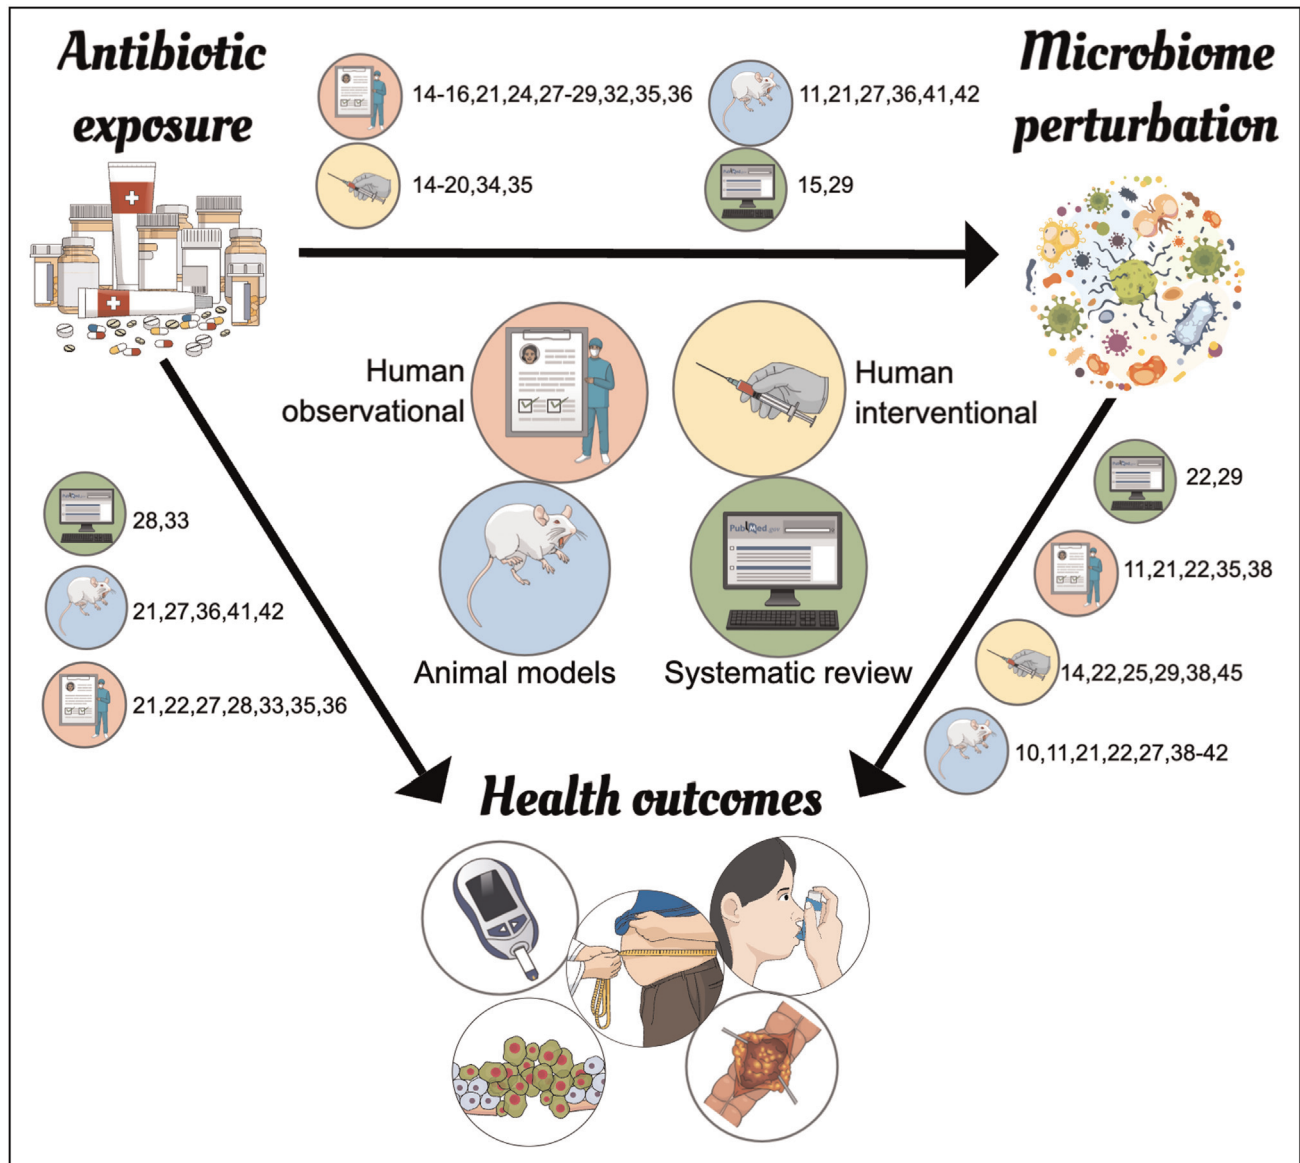 Antibiotic
exposure
14-16,21,24,27-29,32,35,36
14-20,34,35
11,21,27,36,41,42
15,29
Microbiome
perturbation
Human
observational
Human
interventional
Animal models
PubMed.gov
Systematic review
28,33
21,27,36,41,42
21,22,27,28,33,35,36
22,29
11,21,22,35,38
14,22,25,29,38,45
10,11,21,22,27,38-42
Health outcomes